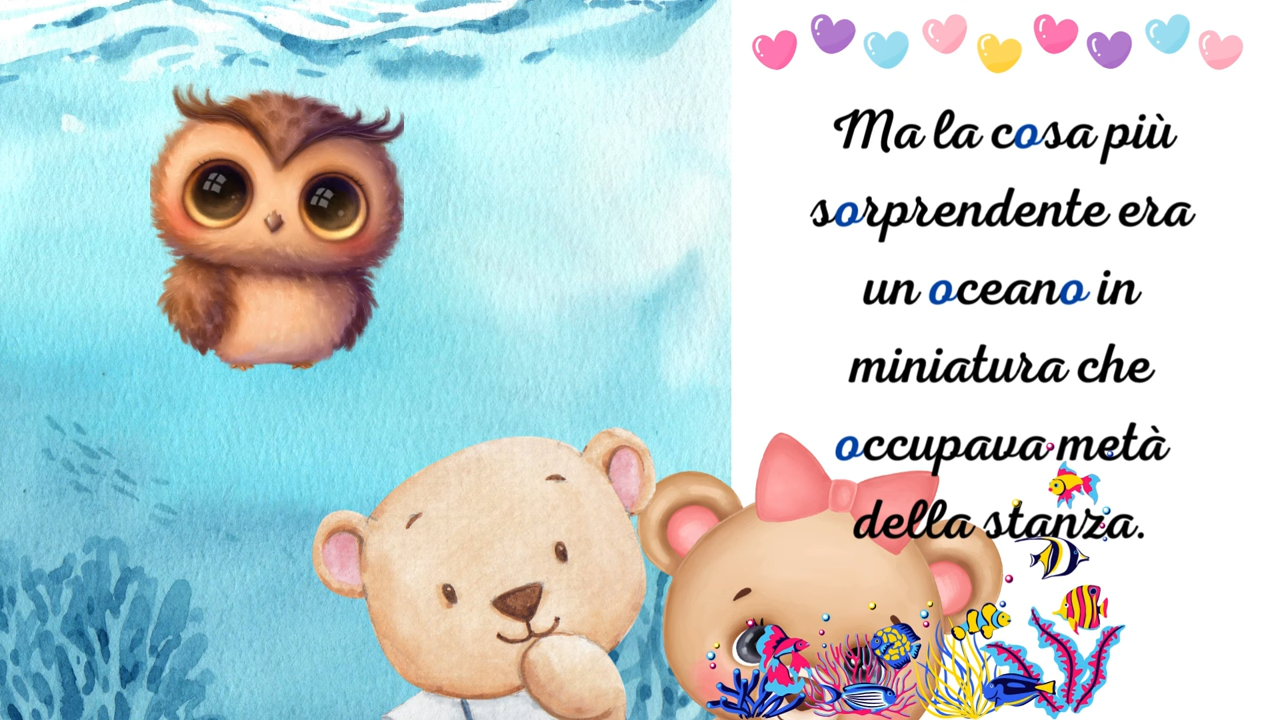 Ma la cosa più
sorprendente era
un oceano in
miniatura che
occupava metà
della stanza.